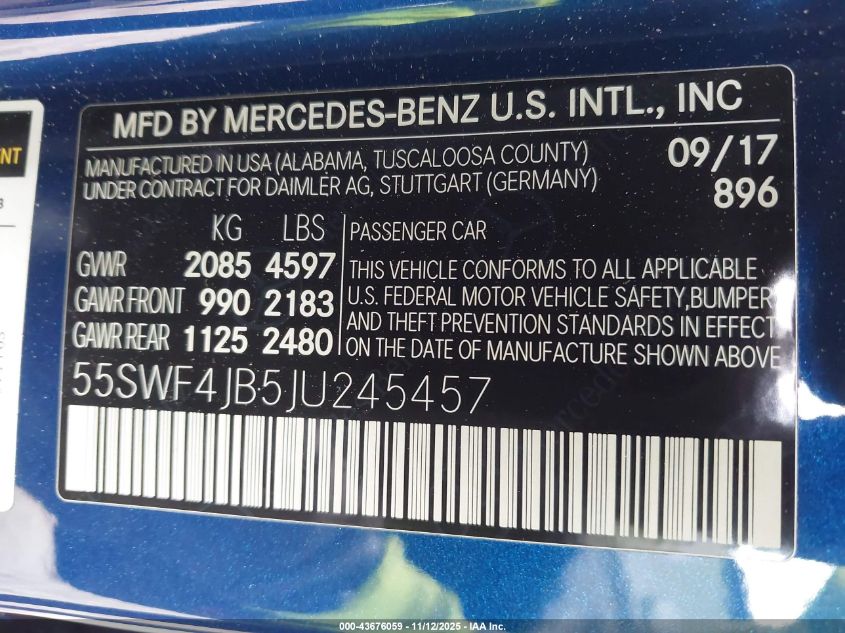 MFD BY MERCEDES-BENZ U.S. INTL., INC
MANUFACTURED IN USA (ALABAMA, TUSCALOOSA COUNTY)
UNDER CONTRACT FOR DAIMLER AG, STUTTGART (GERMANY)
09/17
896
KG LBS
GVWR 2085 4597
GAWR FRONT 990 2183
GAWR REAR 1125 2480
PASSENGER CAR
THIS VEHICLE CONFORMS TO ALL APPLICABLE
U.S. FEDERAL MOTOR VEHICLE SAFETY,BUMPER
AND THEFT PREVENTION STANDARDS IN EFFECT
ON THE DATE OF MANUFACTURE SHOWN ABOVE
55SWF4JB5JU245457
000-43676059 - 11/12/2025 - IAA Inc.